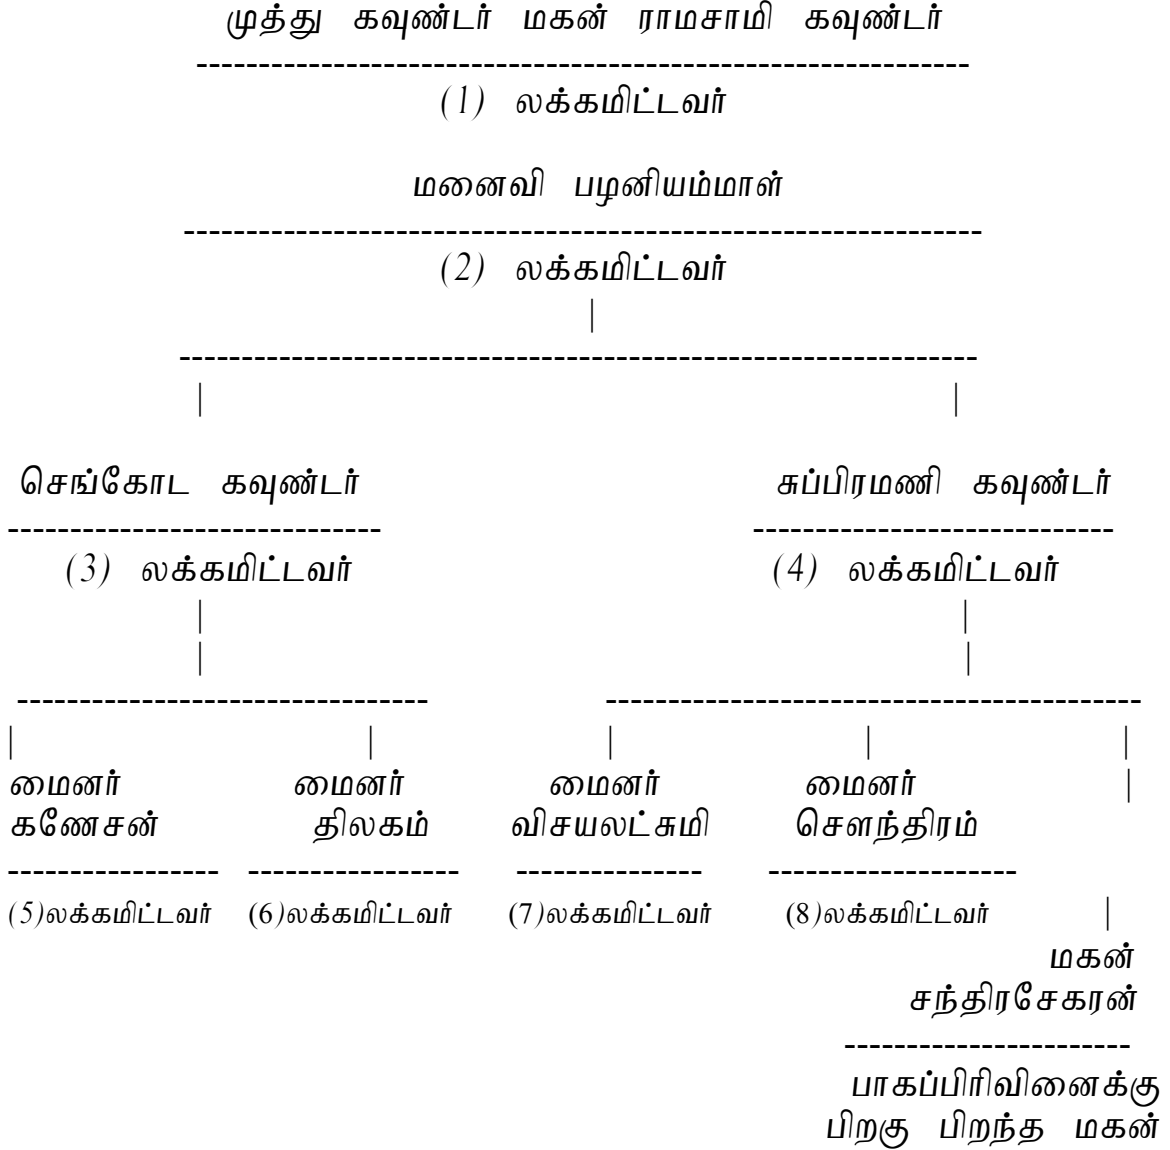 முத்து கவுண்டர் மகன் ராமசாமி கவுண்டர்
(1) லக்கமிட்டவர்
மனைவி பழனியம்மாள்
(2) லக்கமிட்டவர்
செங்கோட கவுண்டர் சுப்பிரமணி கவுண்டர்
(3) லக்கமிட்டவர் (4) லக்கமிட்டவர்
மைனர் மைனர் மைனர் மைனர்
கணேசன் திலகம் விசயலட்சுமி சௌந்திரம்
(5)லக்கமிட்டவர் (6)லக்கமிட்டவர் (7)லக்கமிட்டவர் (8)லக்கமிட்டவர்
மகன்
சந்திரசேகரன்
பாகப்பிரிவினைக்கு
பிறகு பிறந்த மகன்